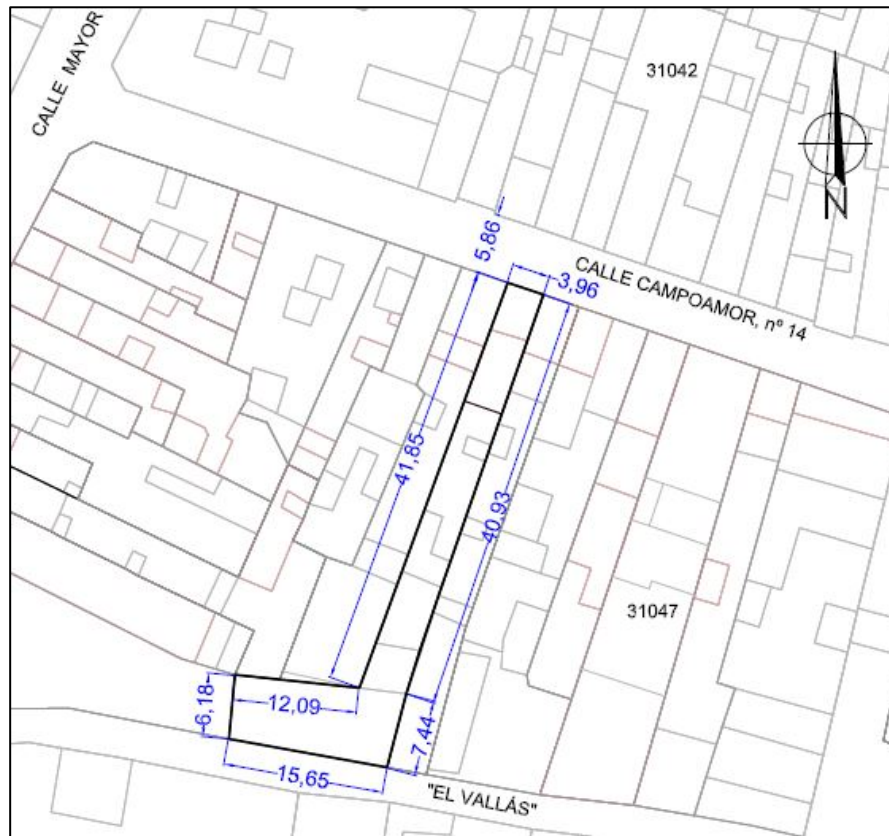 CALLE MAYOR
31042
N
5,86
3,96
CALLE CAMPOAMOR, nº 14
41,85
40,93
31047
6,18
12,09
7,44
15,65
"EL VALLÁS"